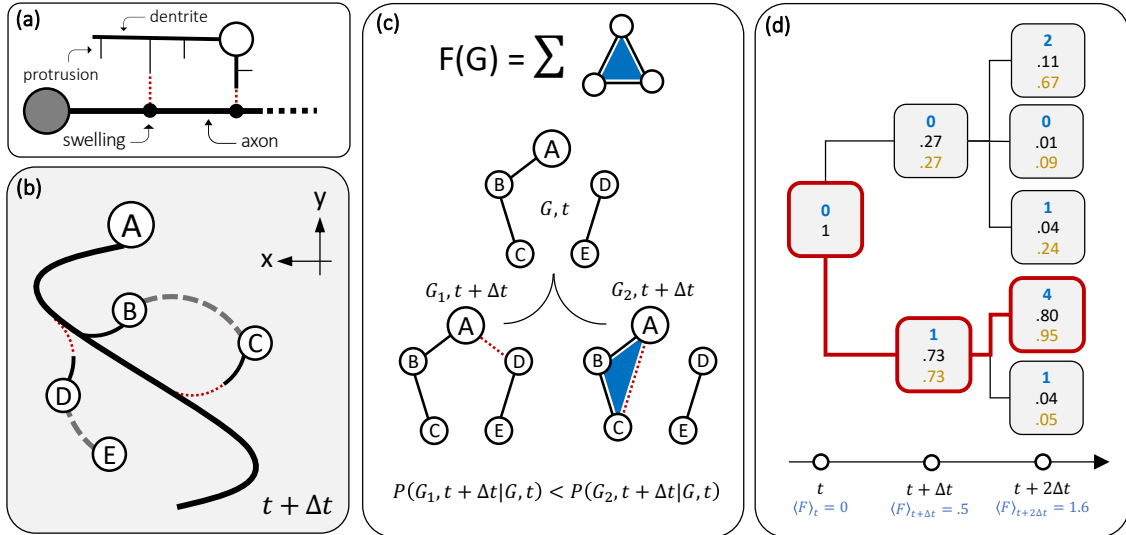 (a)
dentrite
protrusion
swelling
axon
(b)
A
y
x
B
C
D
E
t + Δt
(c)
F(G) = ∑
A
B
D
G, t
C
E
G₁, t + Δt
G₂, t + Δt
A
B
D
C
E
A
B
D
C
E
P(G₁, t + Δt|G, t) < P(G₂, t + Δt|G, t)
(d)
2
.11
.67
0
.27
.27
0
.01
.09
0
1
1
.04
.24
4
.80
.95
1
.73
.73
1
.04
.05
t
t + Δt
t + 2Δt
⟨F⟩ₜ = 0
⟨F⟩ₜ₊Δₜ = .5
⟨F⟩ₜ₊₂Δₜ = 1.6